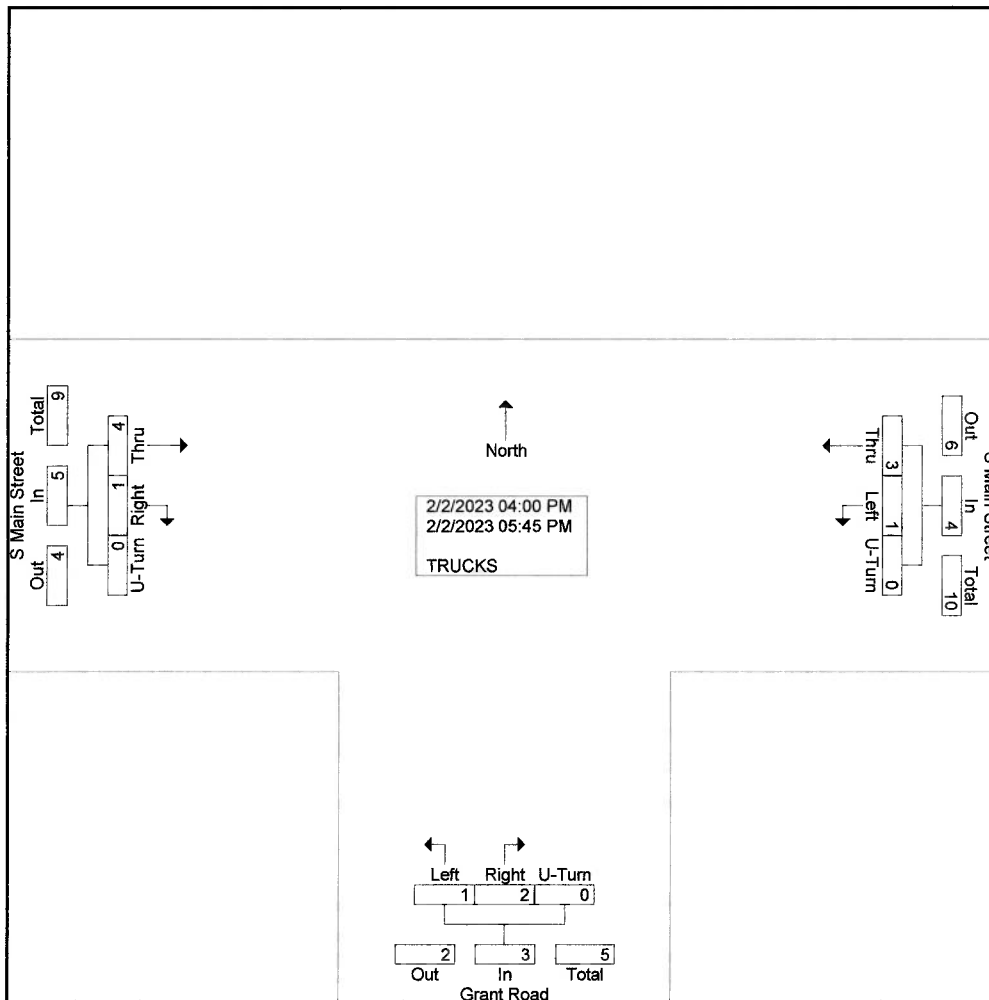 S Main Street
Out In Total
4 5 9
0 1 4
U-Turn Right Thru
North
2/2/2023 04:00 PM
2/2/2023 05:45 PM
TRUCKS
Thru Left U-Turn
3 1 0
6 4 10
Out In Total
Main Street
Left Right U-Turn
1 2 0
2 3 5
Out In Total
Grant Road